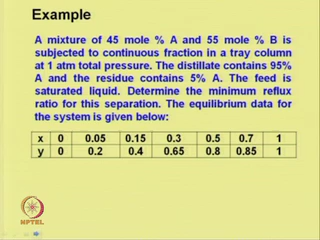 Example
A mixture of 45 mole % A and 55 mole % B is
subjected to continuous fraction in a tray column
at 1 atm total pressure. The distillate contains 95%
A and the residue contains 5% A. The feed is
saturated liquid. Determine the minimum reflux
ratio for this separation. The equilibrium data for
the system is given below:
x 0 0.05 0.15 0.3 0.5 0.7 1
y 0 0.2 0.4 0.65 0.8 0.85 1
NPTEL